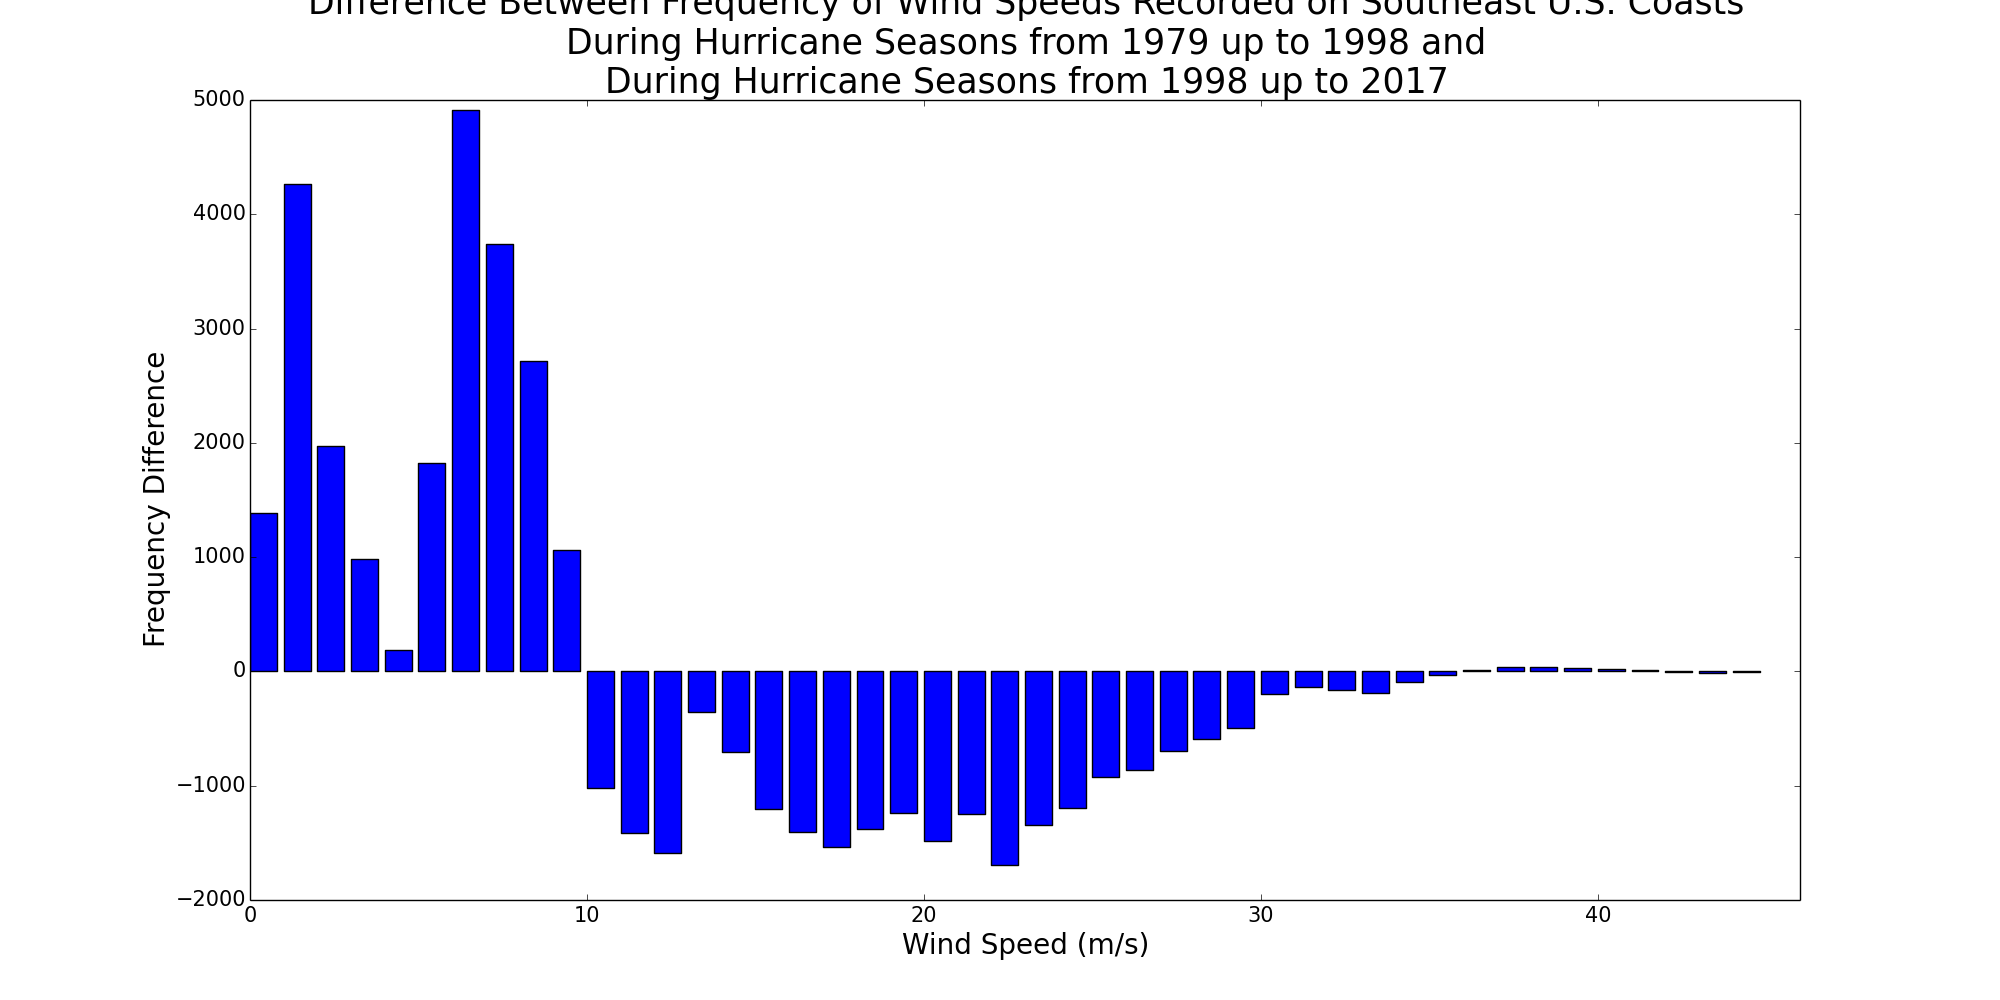 Difference Between Frequency of Wind Speeds Recorded on Southeast U.S. Coasts
During Hurricane Seasons from 1979 up to 1998 and
During Hurricane Seasons from 1998 up to 2017
5000
4000
3000
2000
1000
0
−1000
−2000
Frequency Difference
0 10 20 30 40
Wind Speed (m/s)